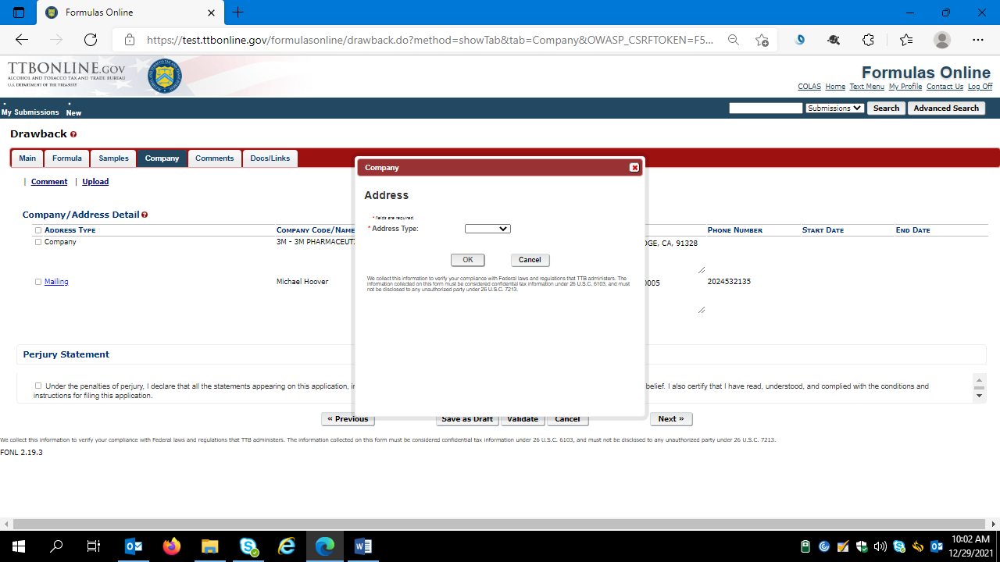 Formulas Online
https://test.ttbonline.gov/formulasonline/drawback.do?method=showTab&tab=Company&OWASP_CSRFTOKEN=F5...
TTBONLINE.GOV
ALCOHOL AND TOBACCO TAX AND TRADE BUREAU
U.S. DEPARTMENT OF THE TREASURY
Formulas Online
COLAS Home Text Menu My Profile Contact Us Log Off
My Submissions New
Submissions Search Advanced Search
Drawback
Main Formula Samples Company Comments Docs/Links
Company
| Comment | Upload
Address
Company/Address Detail
* fields are required.
* Address Type:
ADDRESS TYPE COMPANY CODE/NAME PHONE NUMBER START DATE END DATE
Company 3M - 3M PHARMACEUT GE, CA, 91328
OK Cancel
We collect this information to verify your compliance with Federal laws and regulations that TTB administers. The
information collected on this form must be considered confidential tax information under 26 U.S.C. 6103, and must
not be disclosed to any unauthorized party under 26 U.S.C. 7213.
Mailing Michael Hoover 0005 2024532135
Perjury Statement
Under the penalties of perjury, I declare that all the statements appearing on this application, belief. I also certify that I have read, understood, and complied with the conditions and
instructions for filing this application.
« Previous Save as Draft Validate Cancel Next »
We collect this information to verify your compliance with Federal laws and regulations that TTB administers. The information collected on this form must be considered confidential tax information under 26 U.S.C. 6103, and must not be disclosed to any unauthorized party under 26 U.S.C. 7213.
FONL 2.19.3
10:02 AM
12/29/2021